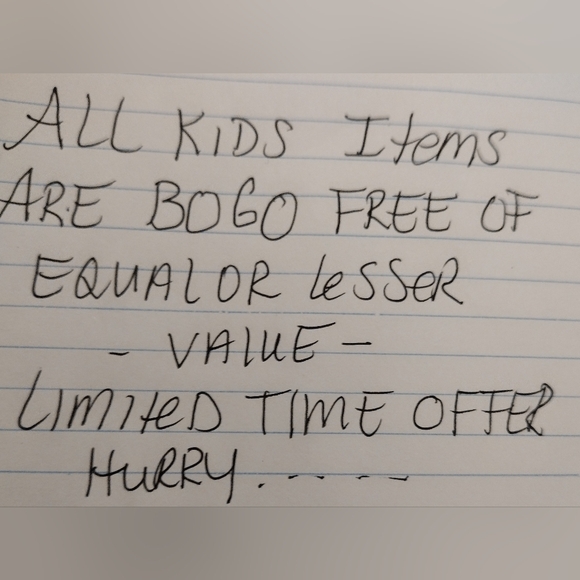 ALL KIDS Items
ARE BOGO FREE OF
EQUAL OR LeSSeR
- VALUE -
LIMITED TIME OFFER
HURRY . - - - -